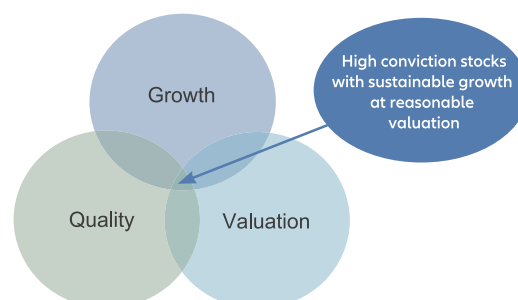 High conviction stocks
with sustainable growth
at reasonable
valuation
Growth
Quality
Valuation